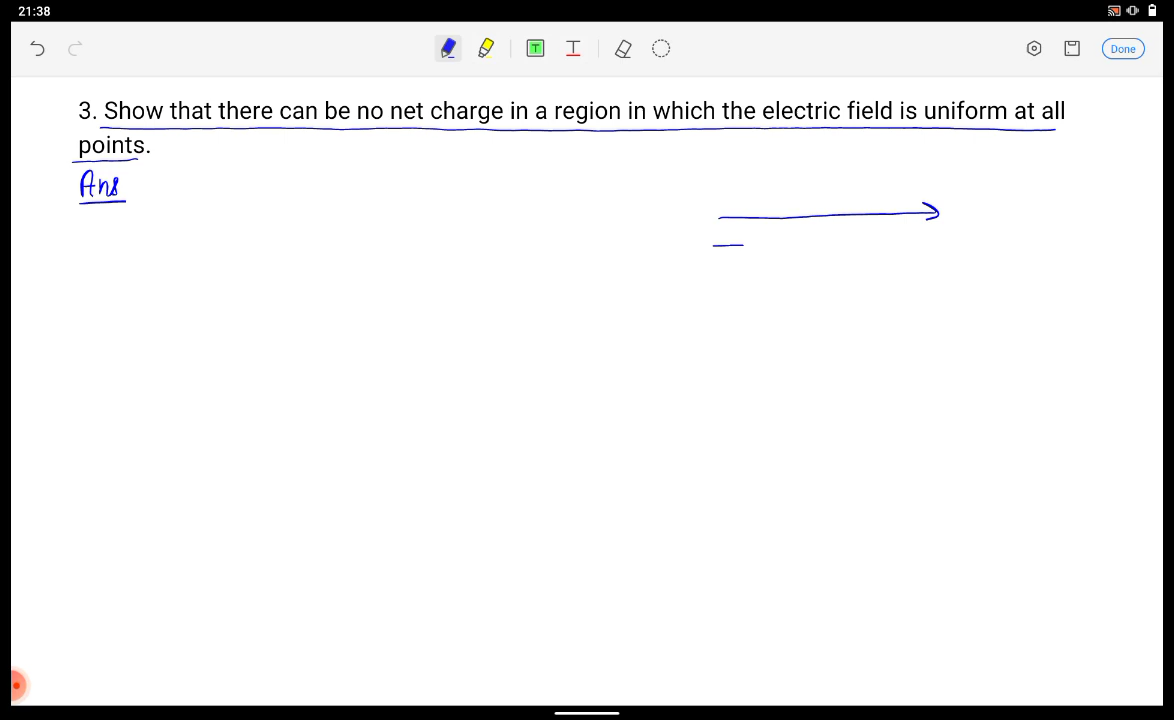 21:38
T T Done
3. Show that there can be no net charge in a region in which the electric field is uniform at all
points.
Ans